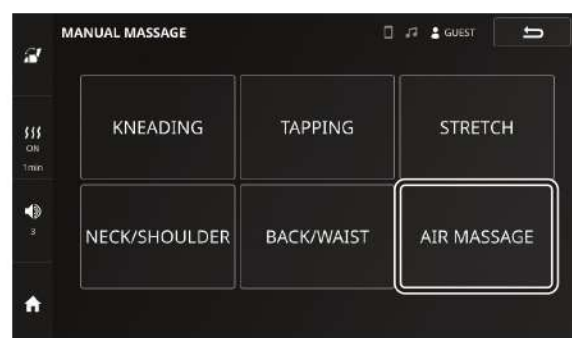 MANUAL MASSAGE
GUEST
KNEADING
TAPPING
STRETCH
ON
1min
3
NECK/SHOULDER
BACK/WAIST
AIR MASSAGE